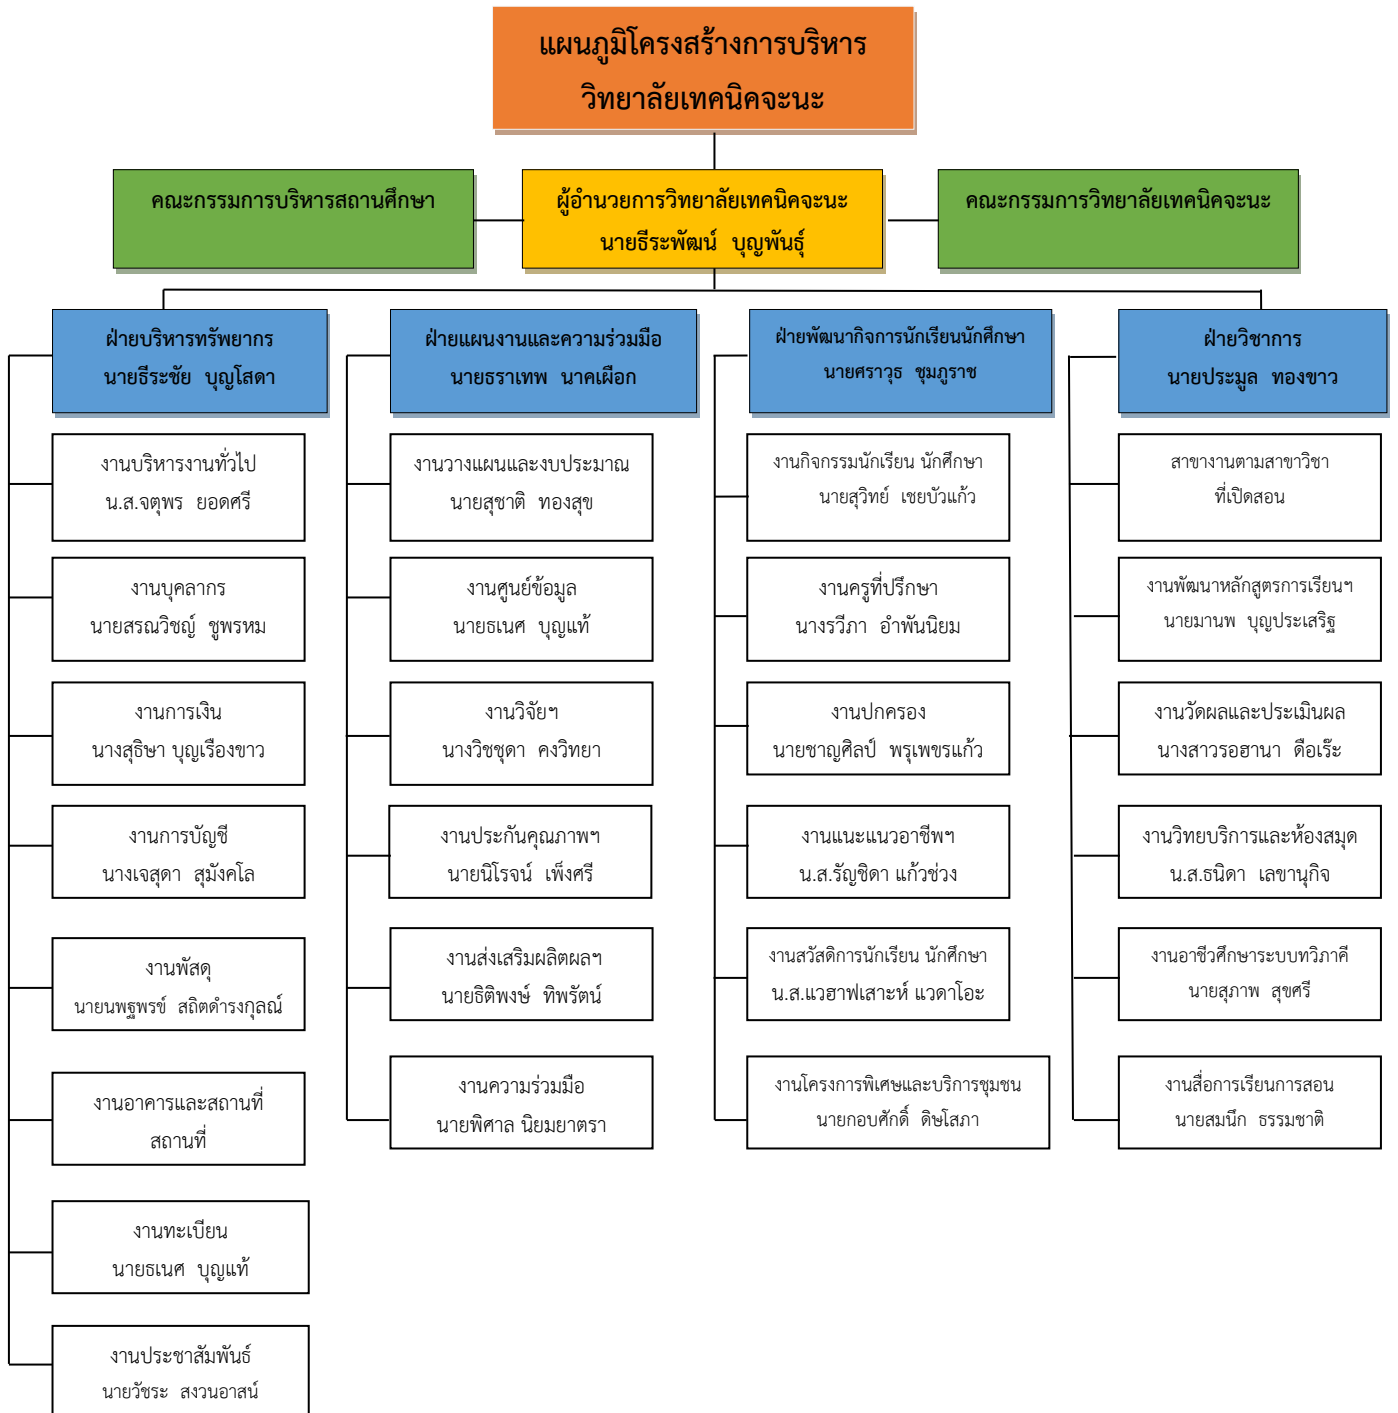 แผนภูมิโครงสร้างการบริหาร
วิทยาลัยเทคนิคจะนะ
คณะกรรมการบริหารสถานศึกษา
ผู้อำนวยการวิทยาลัยเทคนิคจะนะ
นายธีระพัฒน์ บุญพันธุ์
คณะกรรมการวิทยาลัยเทคนิคจะนะ
ฝ่ายบริหารทรัพยากร
นายธีระชัย บุญโสดา
งานบริหารงานทั่วไป
น.ส.จตุพร ยอดศรี
งานบุคลากร
นายสรณวิชญ์ ชูพรหม
งานการเงิน
นางสุธิษา บุญเรืองขาว
งานการบัญชี
นางเจสุดา สุมังคโล
งานพัสดุ
นายนพฐพรข์ สถิตดำรงกุลณ์
งานอาคารและสถานที่
สถานที่
งานทะเบียน
นายธเนศ บุญแท้
งานประชาสัมพันธ์
นายวัชระ สงวนอาสน์
ฝ่ายแผนงานและความร่วมมือ
นายธราเทพ นาคเผือก
งานวางแผนและงบประมาณ
นายสุชาติ ทองสุข
งานศูนย์ข้อมูล
นายธเนศ บุญแท้
งานวิจัยฯ
นางวิชชุดา คงวิทยา
งานประกันคุณภาพฯ
นายนิโรจน์ เพ็งศรี
งานส่งเสริมผลิตผลฯ
นายธิติพงษ์ ทิพรัตน์
งานความร่วมมือ
นายพิศาล นิยมยาตรา
ฝ่ายพัฒนากิจการนักเรียนนักศึกษา
นายศราวุธ ชุมภูราช
งานกิจกรรมนักเรียน นักศึกษา
นายสุวิทย์ เชยบัวแก้ว
งานครูที่ปรึกษา
นางรวีภา อำพันนิยม
งานปกครอง
นายชาญศิลป์ พรุเพชรแก้ว
งานแนะแนวอาชีพฯ
น.ส.รัญชิดา แก้วช่วง
งานสวัสดิการนักเรียน นักศึกษา
น.ส.แวฮาฟเสาะห์ แวดาโอะ
งานโครงการพิเศษและบริการชุมชน
นายกอบศักดิ์ ดิษโสภา
ฝ่ายวิชาการ
นายประมูล ทองขาว
สาขางานตามสาขาวิชา
ที่เปิดสอน
งานพัฒนาหลักสูตรการเรียนฯ
นายมานพ บุญประเสริฐ
งานวัดผลและประเมินผล
นางสาวรอฮานา ดือเร๊ะ
งานวิทยบริการและห้องสมุด
น.ส.ธนิดา เลขานุกิจ
งานอาชีวศึกษาระบบทวิภาคี
นายสุภาพ สุขศรี
งานสื่อการเรียนการสอน
นายสมนึก ธรรมชาติ